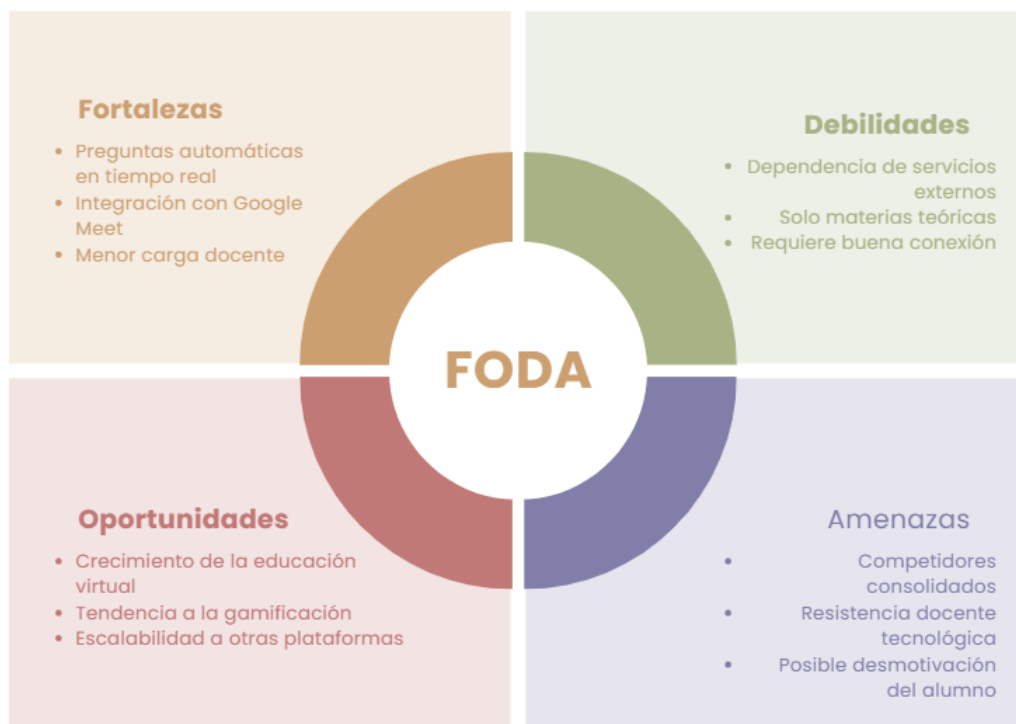 Fortalezas
• Preguntas automáticas
en tiempo real
• Integración con Google
Meet
• Menor carga docente
Debilidades
• Dependencia de servicios
externos
• Solo materias teóricas
• Requiere buena conexión
FODA
Oportunidades
• Crecimiento de la educación
virtual
• Tendencia a la gamificación
• Escalabilidad a otras plataformas
Amenazas
• Competidores
consolidados
• Resistencia docente
tecnológica
• Posible desmotivación
del alumno